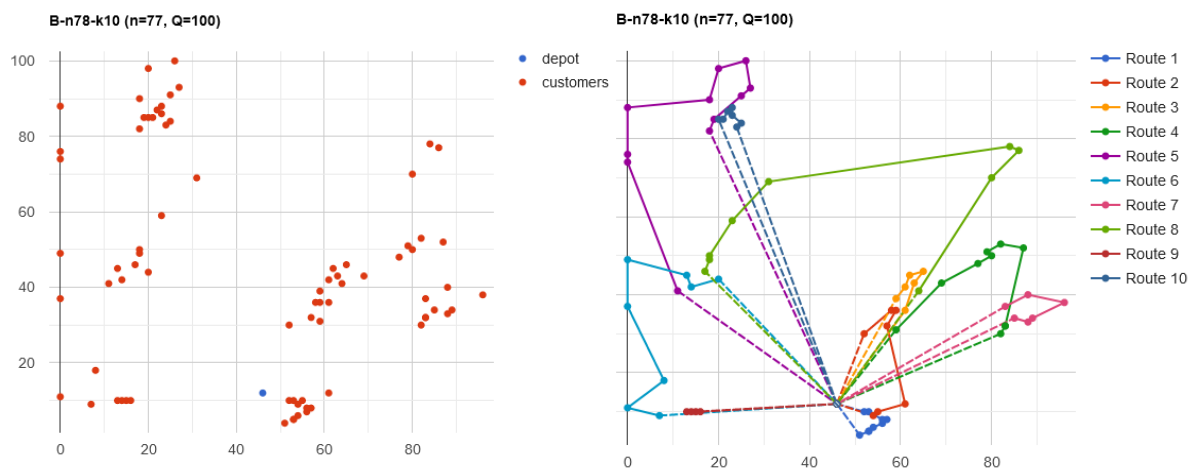 B-n78-k10 (n=77, Q=100)
100
80
60
40
20
0
20
40
60
80
depot
customers
B-n78-k10 (n=77, Q=100)
0
20
40
60
80
Route 1
Route 2
Route 3
Route 4
Route 5
Route 6
Route 7
Route 8
Route 9
Route 10